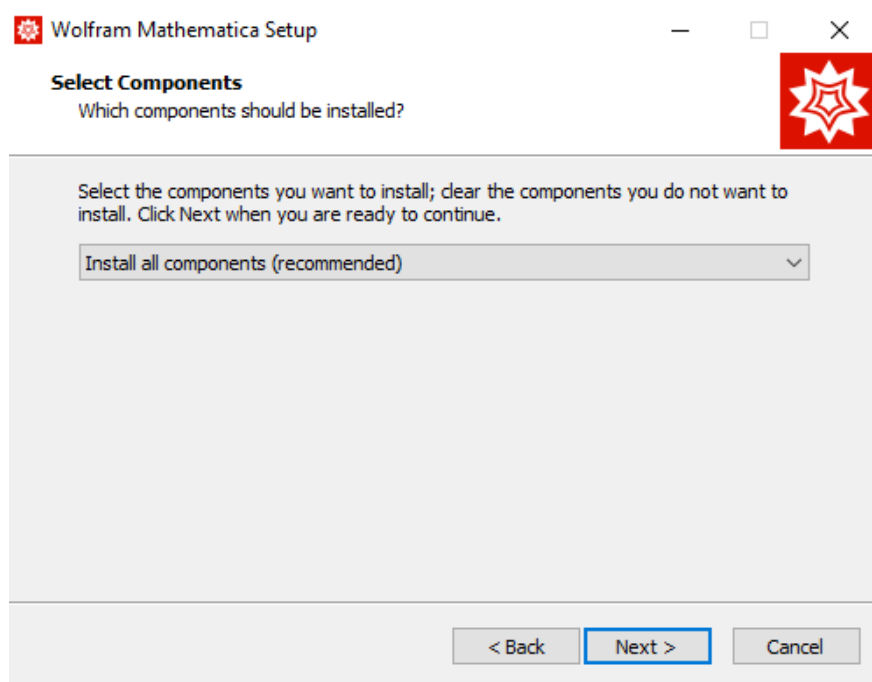 Wolfram Mathematica Setup
Select Components
Which components should be installed?
Select the components you want to install; clear the components you do not want to
install. Click Next when you are ready to continue.
Install all components (recommended)
< Back
Next >
Cancel